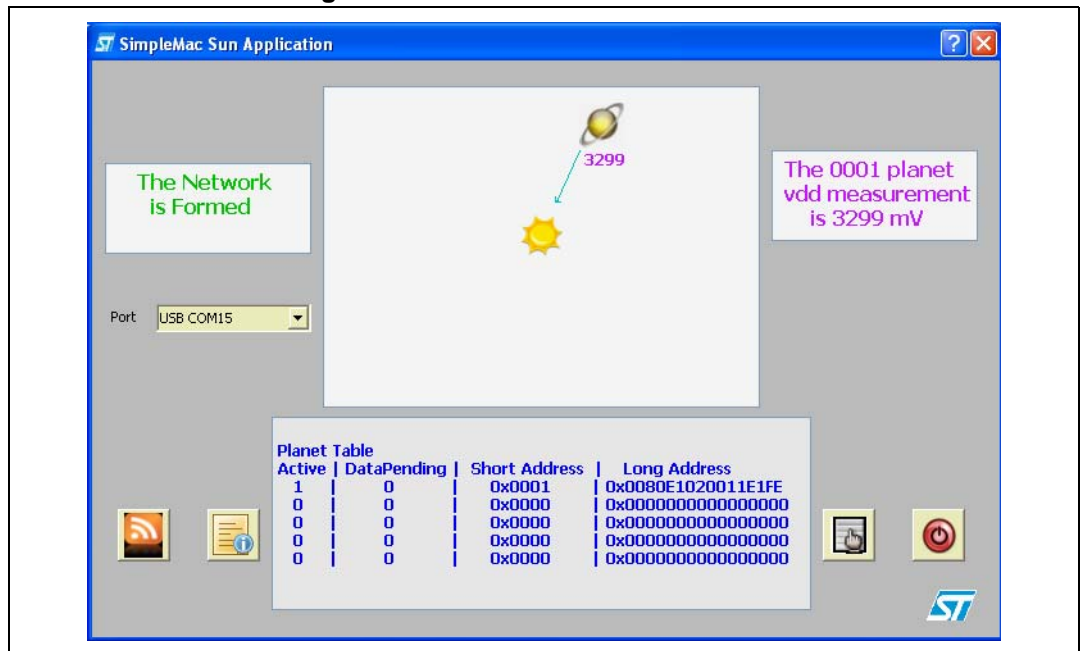 SimpleMac Sun Application
3299
The Network
is Formed
The 0001 planet
vdd measurement
is 3299 mV
Port USB COM15
Planet Table
Active | DataPending | Short Address | Long Address
1 | 0 | 0x0001 | 0x0080E1020011E1FE
0 | 0 | 0x0000 | 0x0000000000000000
0 | 0 | 0x0000 | 0x0000000000000000
0 | 0 | 0x0000 | 0x0000000000000000
0 | 0 | 0x0000 | 0x0000000000000000
ST